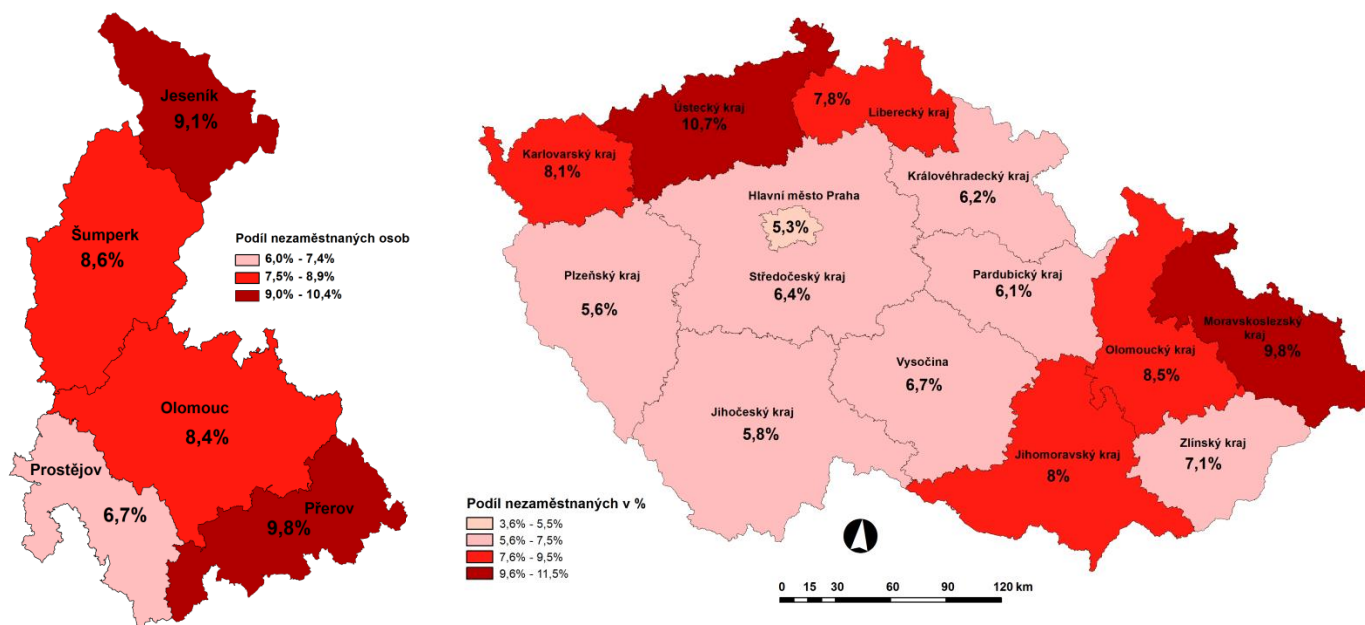 Jeseník
9,1%
Šumperk
8,6%
Podíl nezaměstnaných osob
6,0% - 7,4%
7,5% - 8,9%
9,0% - 10,4%
Olomouc
8,4%
Prostějov
6,7%
Přerov
9,8%
Ústecký kraj
10,7%
7,8%
Liberecký kraj
Karlovarský kraj
8,1%
Královéhradecký kraj
6,2%
Hlavní město Praha
5,3%
Plzeňský kraj
5,6%
Středočeský kraj
6,4%
Pardubický kraj
6,1%
Moravskoslezský
kraj
9,8%
Olomoucký kraj
8,5%
Vysočina
6,7%
Jihočeský kraj
5,8%
Zlínský kraj
7,1%
Jihomoravský kraj
8%
Podíl nezaměstnaných v %
3,6% - 5,5%
5,6% - 7,5%
7,6% - 9,5%
9,6% - 11,5%
0 15 30 60 90 120 km